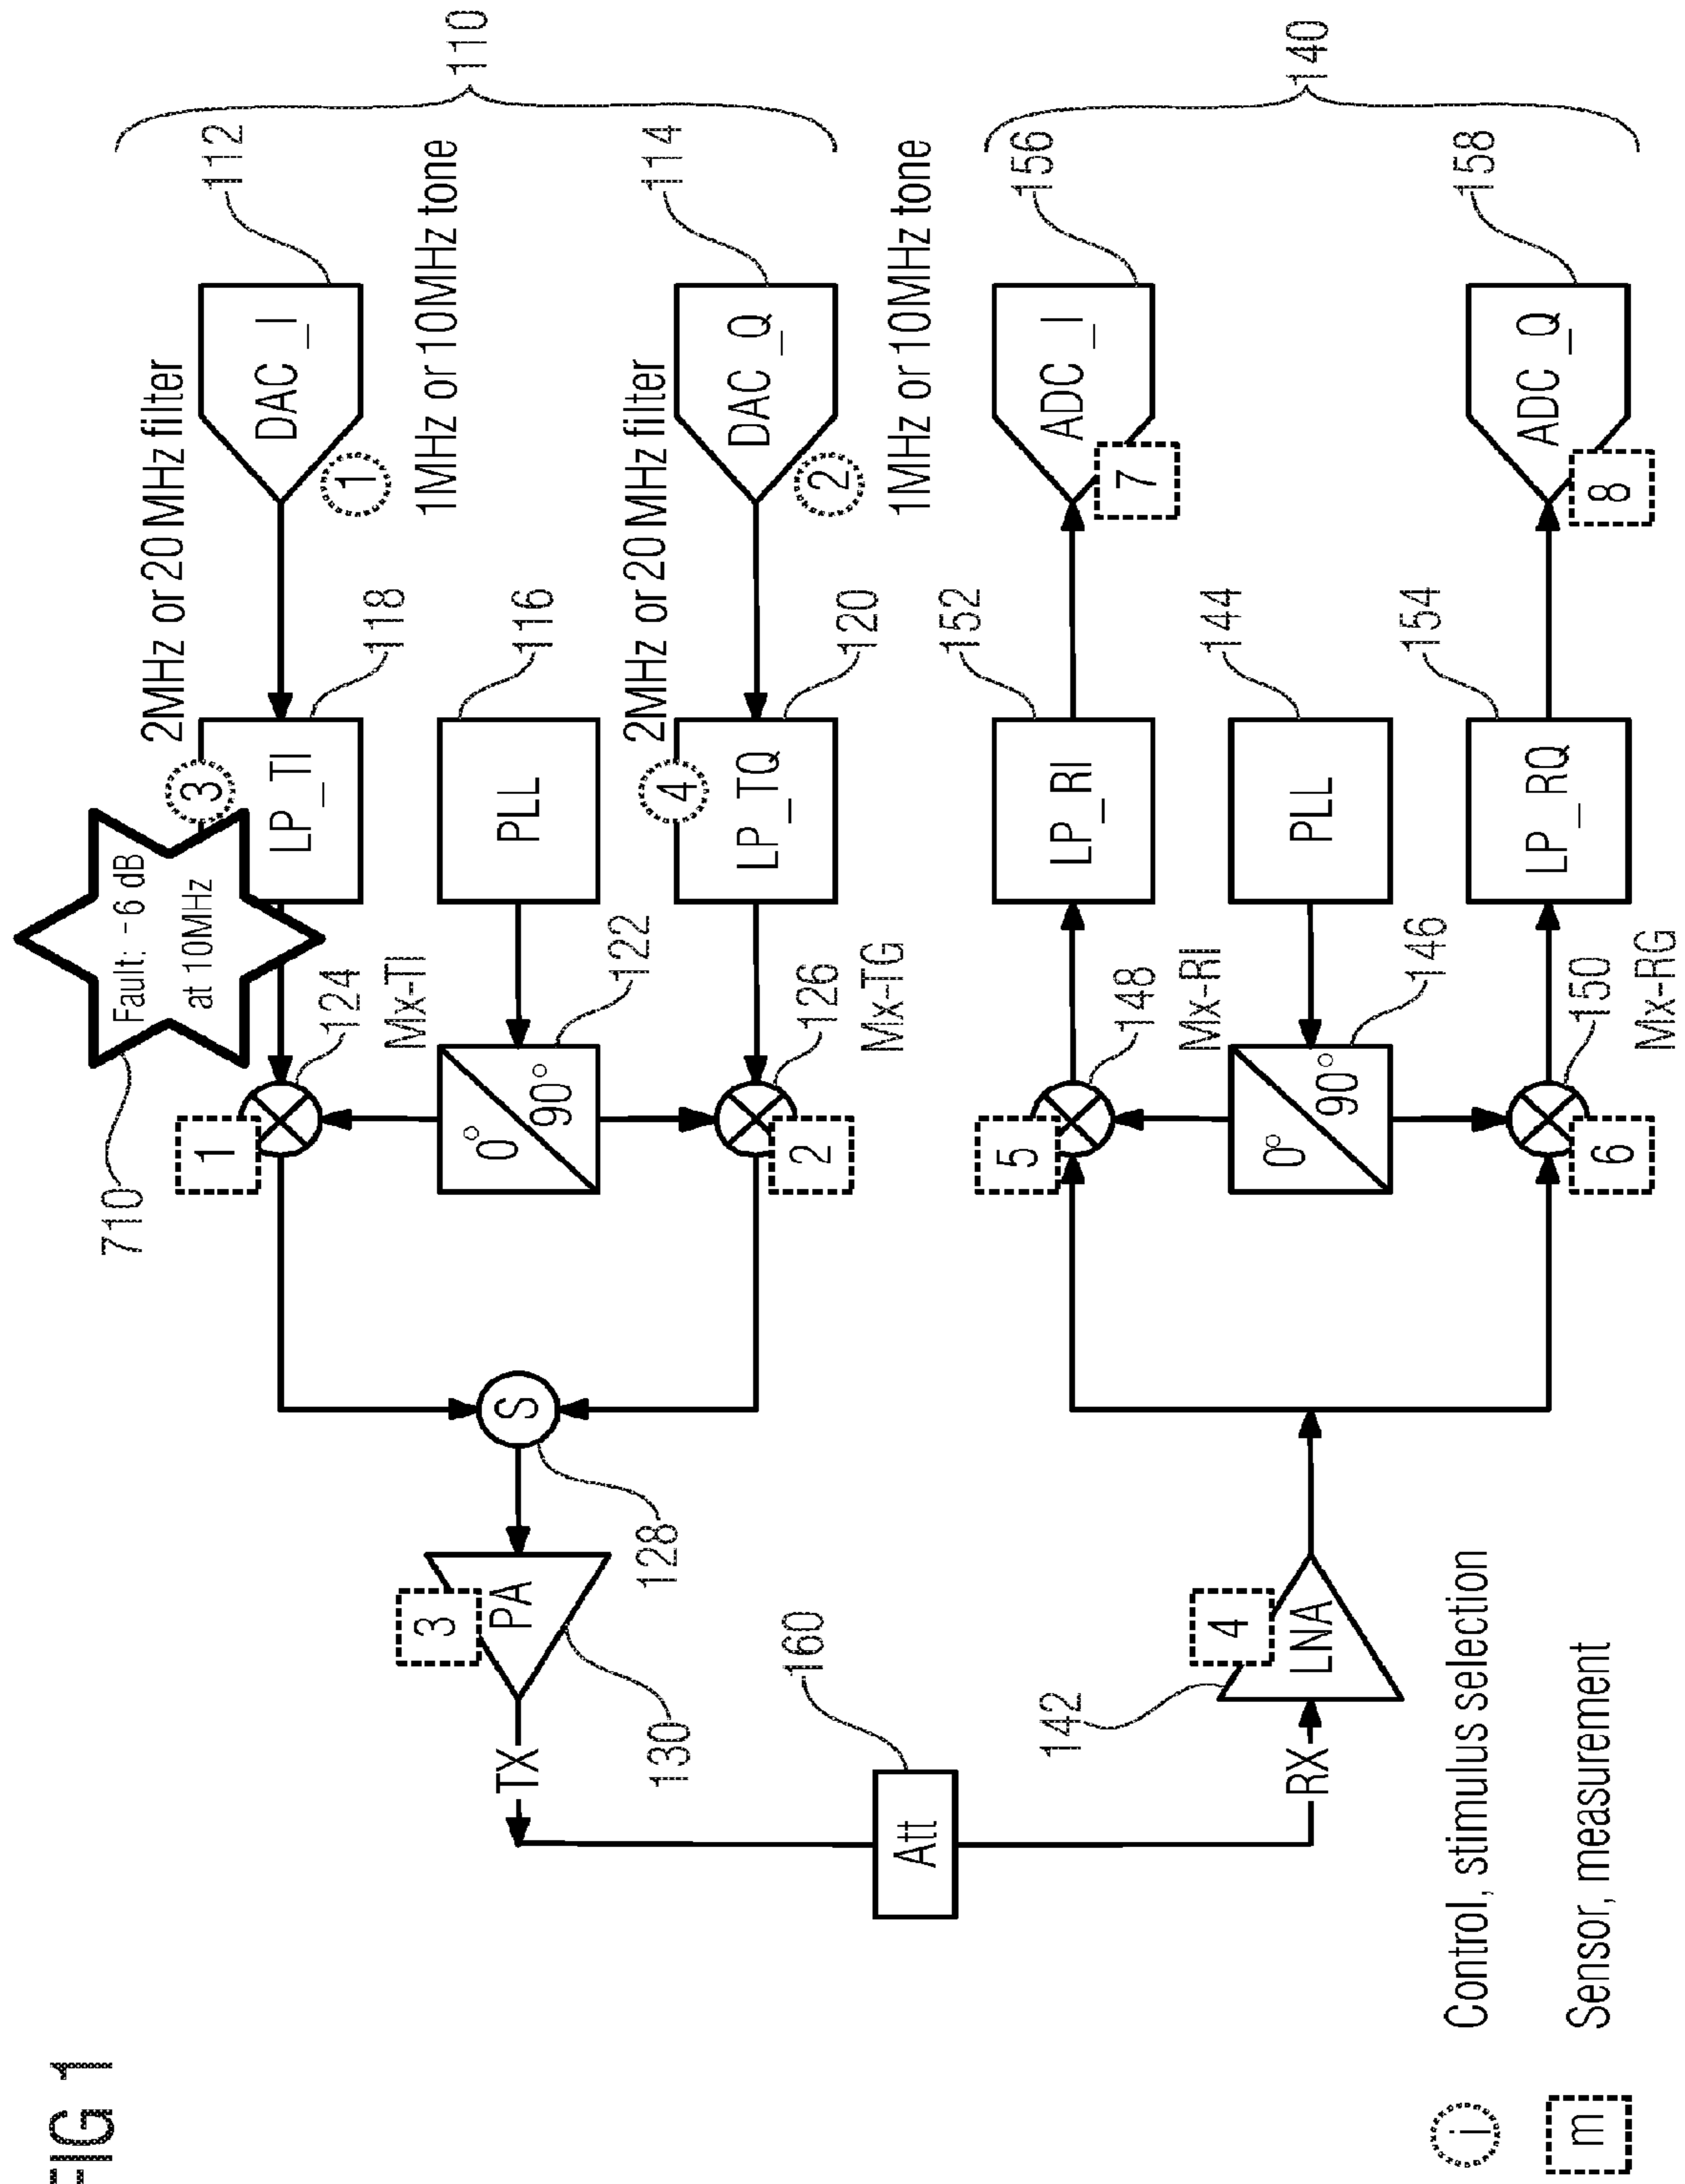 FIG 1
710
Fault: -6 dB
at 10MHz
2MHz or 20 MHz filter
1
124
Mx-TI
3
LP_TI
118
DAC_I
1
1MHz or 10MHz tone
112
110
S
128
PA
3
130
TX
0°
90°
122
PLL
116
2MHz or 20 MHz filter
2
126
Mx-TG
4
LP_TQ
120
DAC_Q
2
1MHz or 10MHz tone
114
Att
160
5
148
Mx-RI
LP_RI
152
ADC_I
7
156
140
142
LNA
4
RX
0°
90°
146
PLL
144
6
150
Mx-RG
LP_RQ
154
ADC_Q
8
158
i
Control, stimulus selection
m
Sensor, measurement